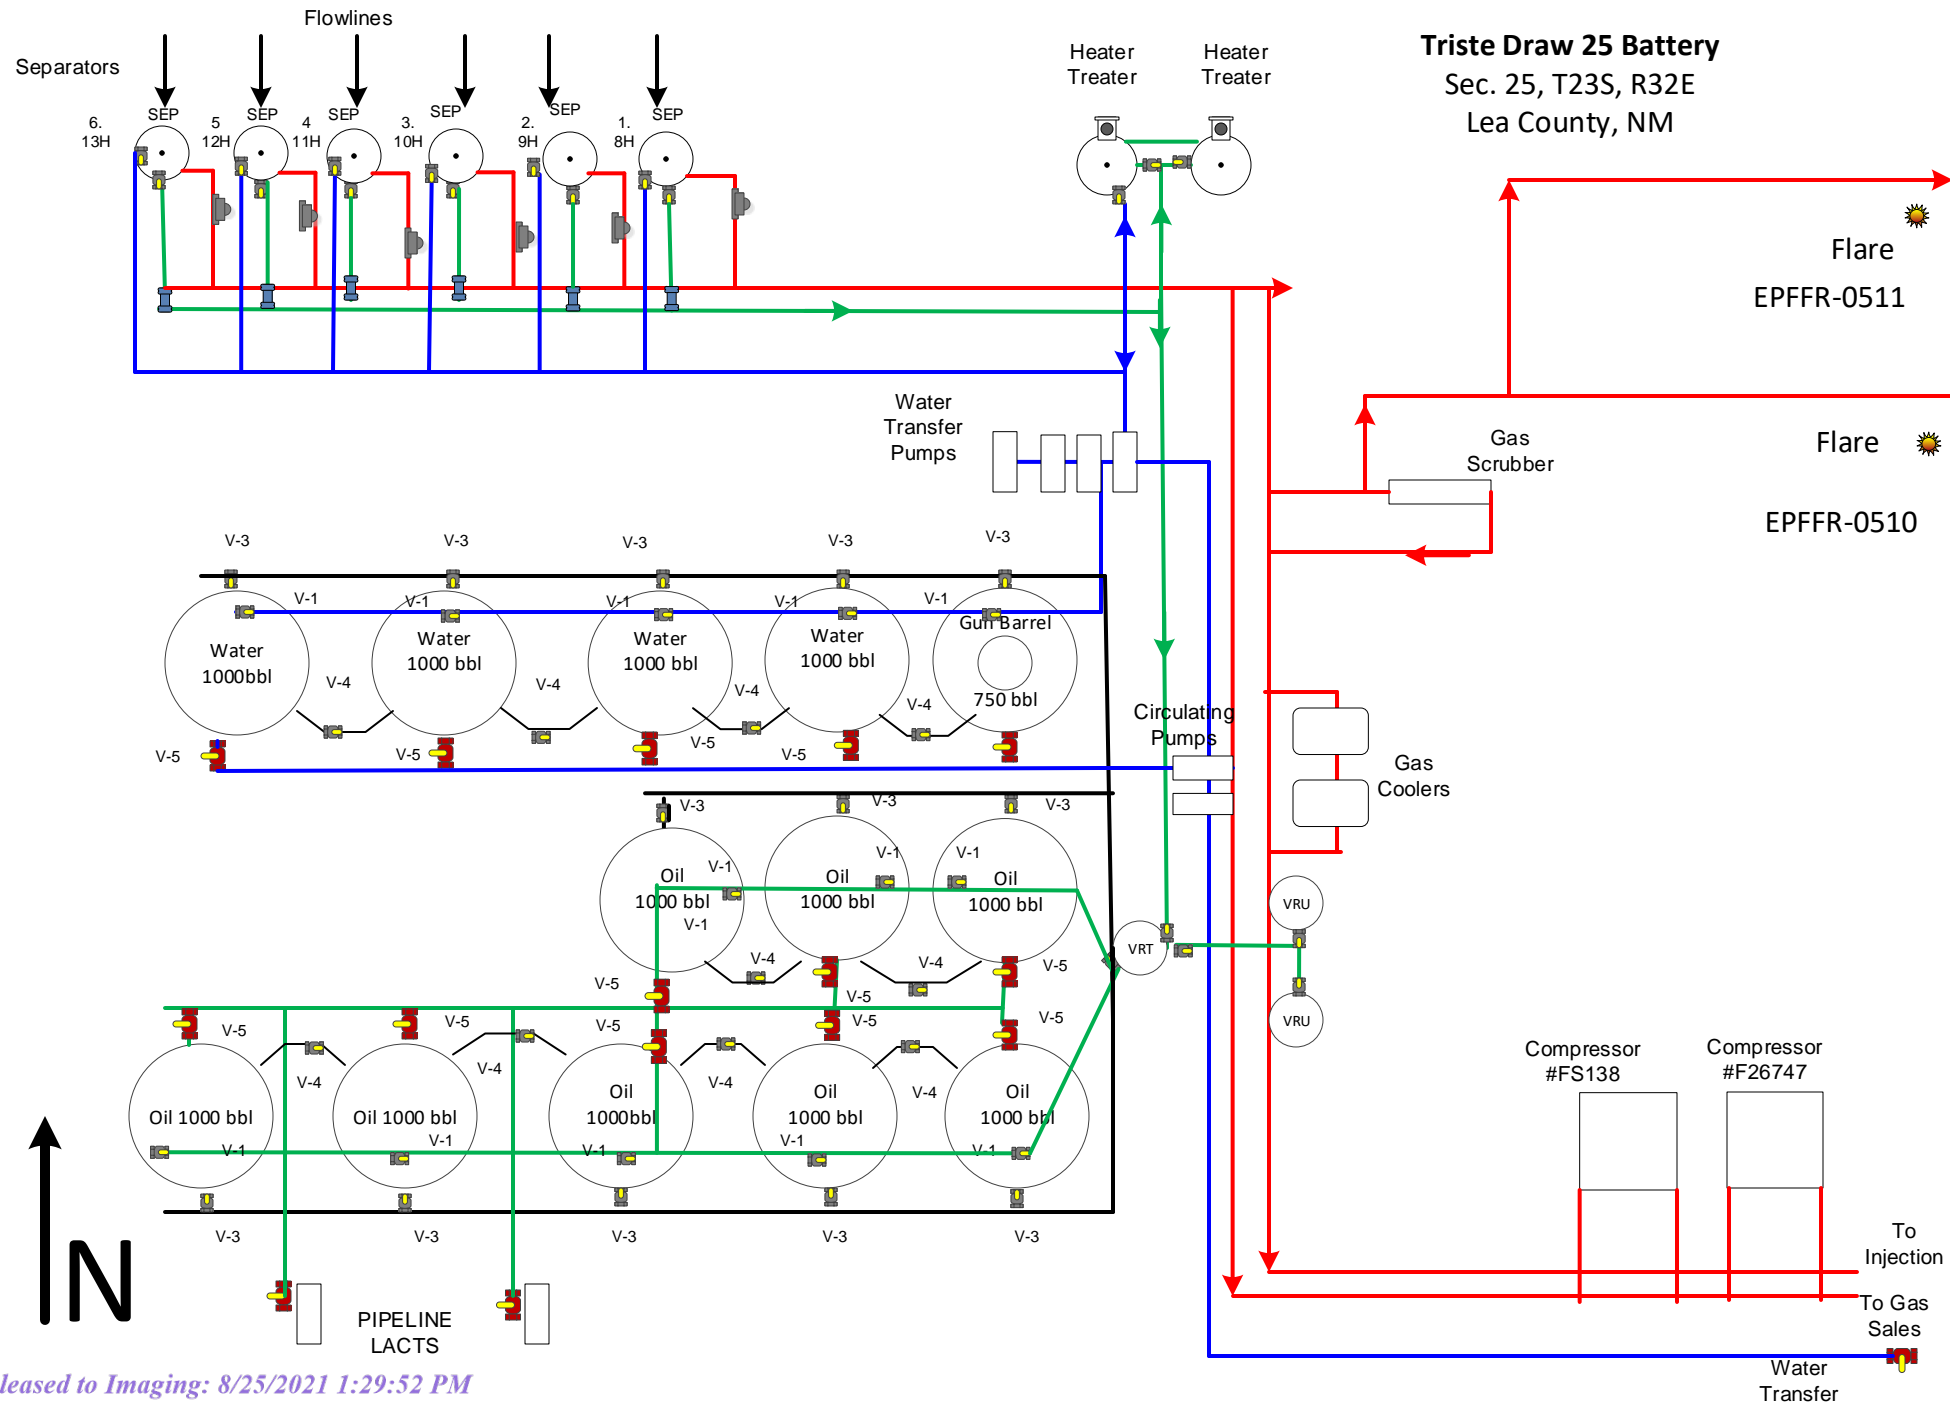 Flowlines
Separators
Heater
Treater
Heater
Treater
Triste Draw 25 Battery
Sec. 25, T23S, R32E
Lea County, NM
SEP
SEP
SEP
SEP
SEP
SEP
6.
13H
5
12H
4
11H
3.
10H
2.
9H
1.
8H
Flare
EPFFR-0511
Water
Transfer
Pumps
Gas
Scrubber
Flare
EPFFR-0510
V-3
V-3
V-3
V-3
V-3
V-1
V-1
V-1
V-1
V-1
Water
1000bbl
Water
1000 bbl
Water
1000 bbl
Water
1000 bbl
Gun Barrel
750 bbl
V-4
V-4
V-4
V-4
V-5
V-5
V-5
V-5
Circulating
Pumps
Gas
Coolers
V-3
V-3
V-3
V-1
V-1
V-1
Oil
1000 bbl
Oil
1000 bbl
Oil
1000 bbl
V-1
V-4
V-4
V-5
V-5
V-5
VRT
VRU
VRU
V-5
V-5
V-5
V-5
V-5
V-4
V-4
V-4
V-4
Oil 1000 bbl
Oil 1000 bbl
Oil
1000bbl
Oil
1000 bbl
Oil
1000 bbl
V-1
V-1
V-1
V-1
V-1
V-3
V-3
V-3
V-3
V-3
Compressor
#FS138
Compressor
#F26747
N
To
Injection
To Gas
Sales
PIPELINE
LACTS
Water
Transfer
leased to Imaging: 8/25/2021 1:29:52 PM